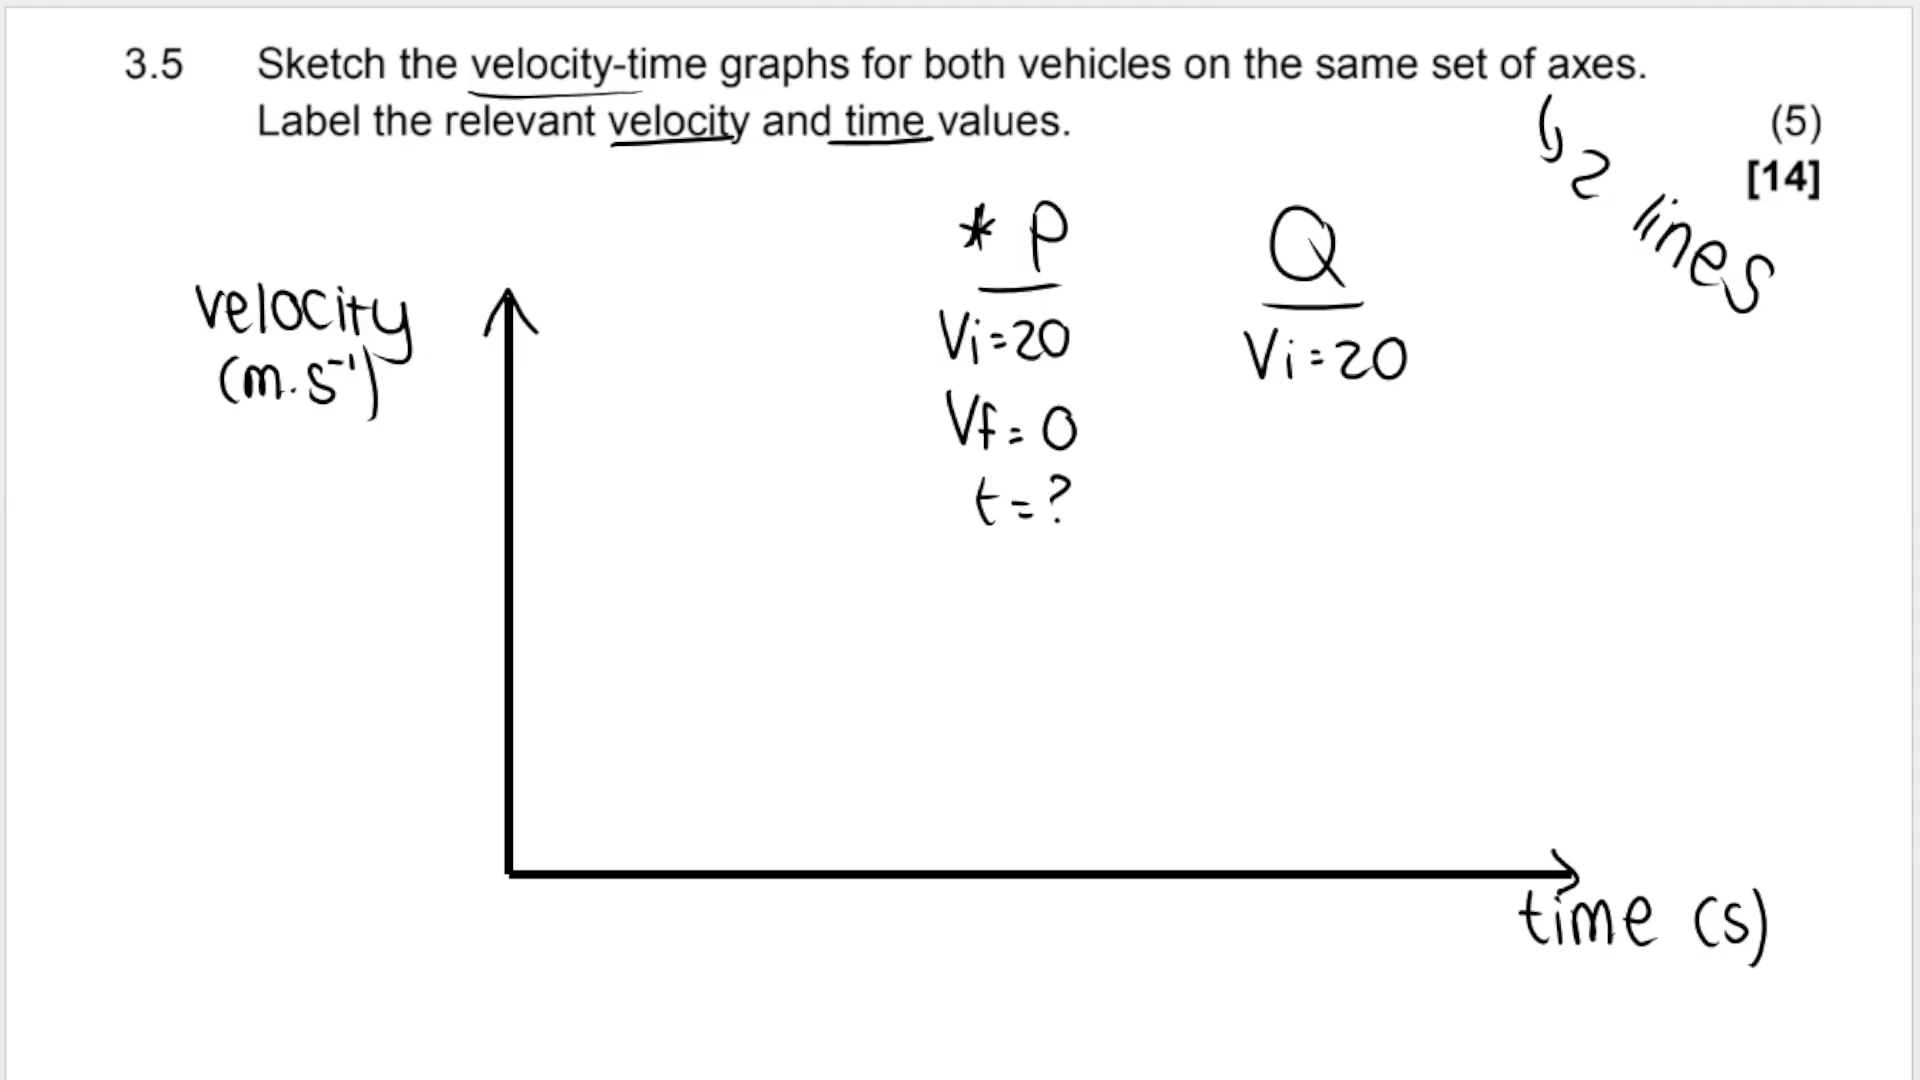 3.5 Sketch the velocity-time graphs for both vehicles on the same set of axes.
Label the relevant velocity and time values. (5)
[14]
↳ 2 lines
* P
Vi = 20
Vf = 0
t = ?
Q
Vi = 20
velocity
(m.s⁻¹)
time (s)